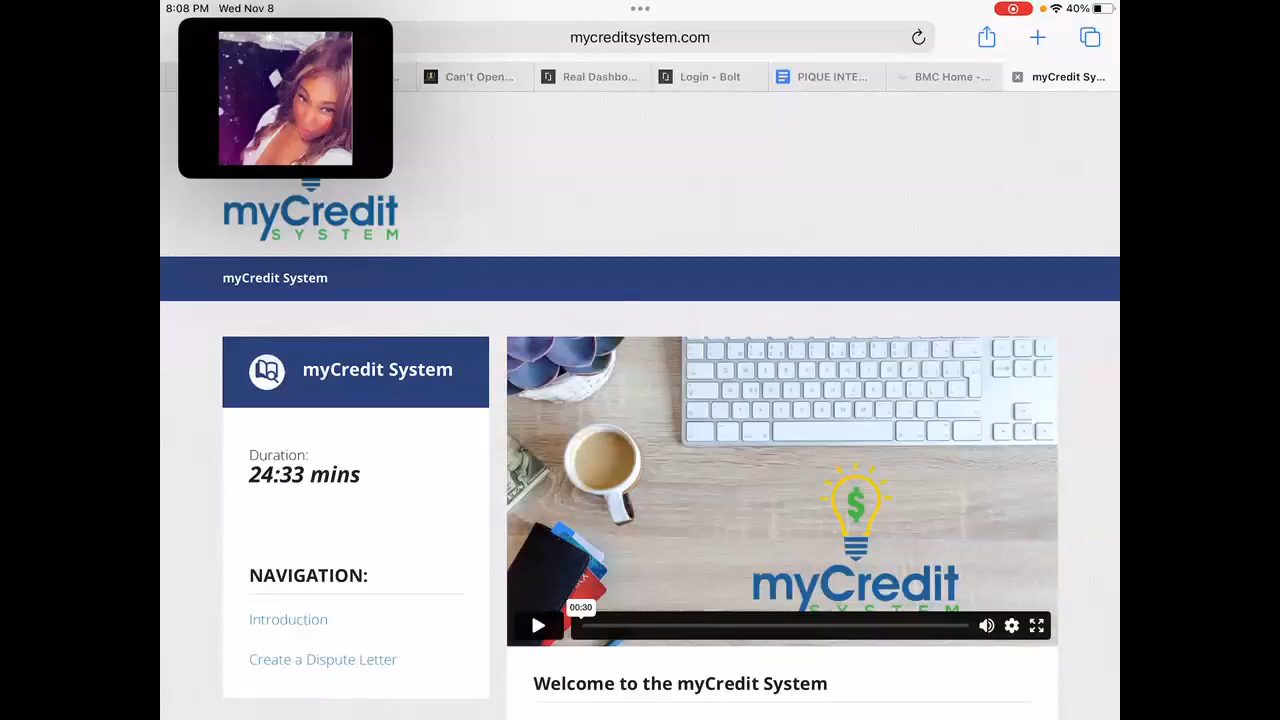 8:08 PM Wed Nov 8
40%
mycreditsystem.com
Can't Open...
Real Dashbo...
Login - Bolt
PIQUE INTE...
BMC Home -...
myCredit Sy...
myCredit
SYSTEM
myCredit System
myCredit System
Duration:
24:33 mins
NAVIGATION:
Introduction
Create a Dispute Letter
$
myCredit
SYSTEM
00:30
Welcome to the myCredit System